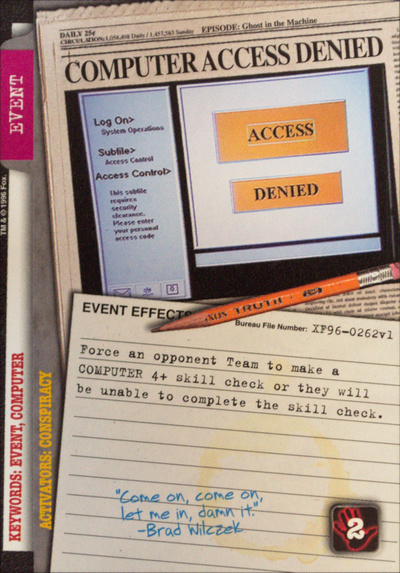 DAILY 25¢
EPISODE: Ghost in the Machine
CIRCULATION: 1,058,498 Daily / 1,457,583 Sunday
COMPUTER ACCESS DENIED
EVENT
Log On>
System Operations
Subfile>
Access Control
Access Control>
This subfile
requires
security
clearance.
Please enter
your personal
access code
ACCESS
DENIED
TM & © 1996 Fox.
TRUTH
EVENT EFFECTS
Bureau File Number: XF96-0262v1
Force an opponent Team to make a
COMPUTER 4+ skill check or they will
be unable to complete the skill check.
KEYWORDS: EVENT, COMPUTER
ACTIVATORS: CONSPIRACY
"Come on, come on,
let me in, damn it."
-Brad Wilczek
2